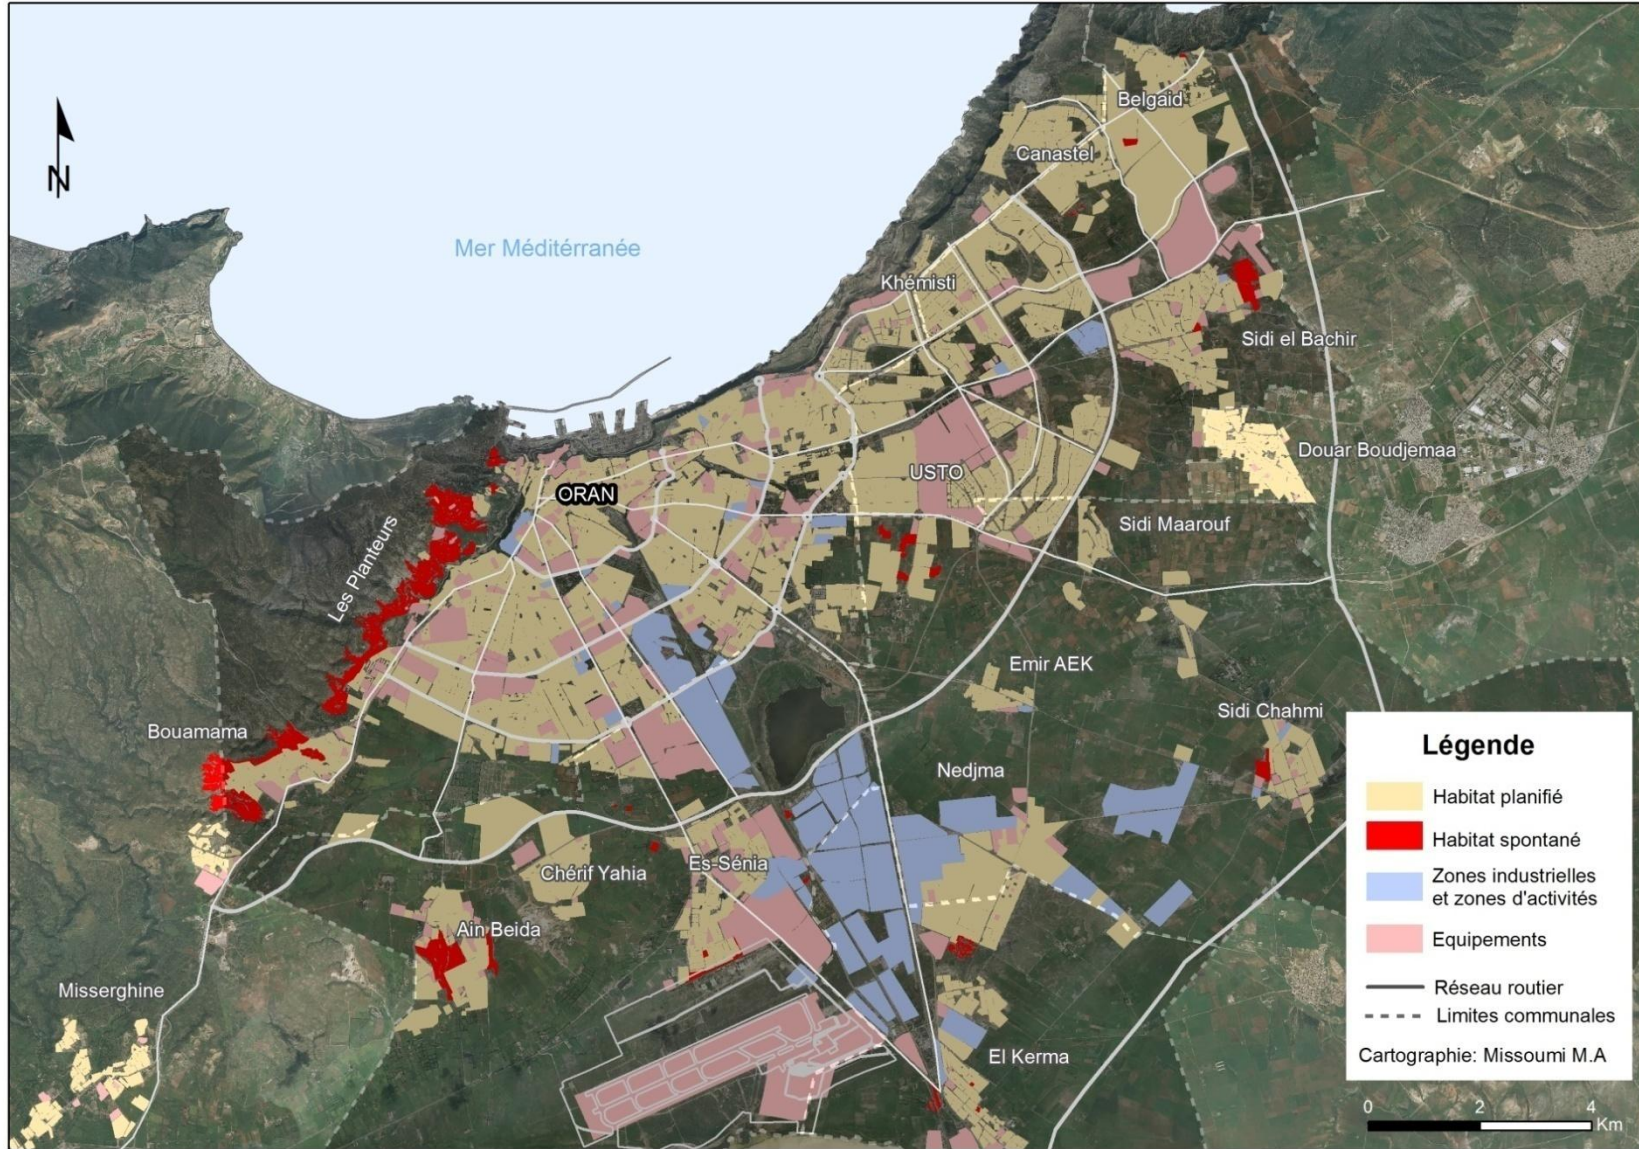 Belgaid
Canastel
Mer Méditérranée
Khémisti
Sidi el Bachir
Douar Boudjemaa
USTO
ORAN
Sidi Maarouf
Les Planteurs
Emir AEK
Sidi Chahmi
Bouamama
Nedjma
Es-Sénia
Chérif Yahia
Ain Beida
Misserghine
El Kerma
N
Légende
Habitat planifié
Habitat spontané
Zones industrielles
et zones d'activités
Equipements
Réseau routier
Limites communales
Cartographie: Missoumi M.A
0 2 4
Km